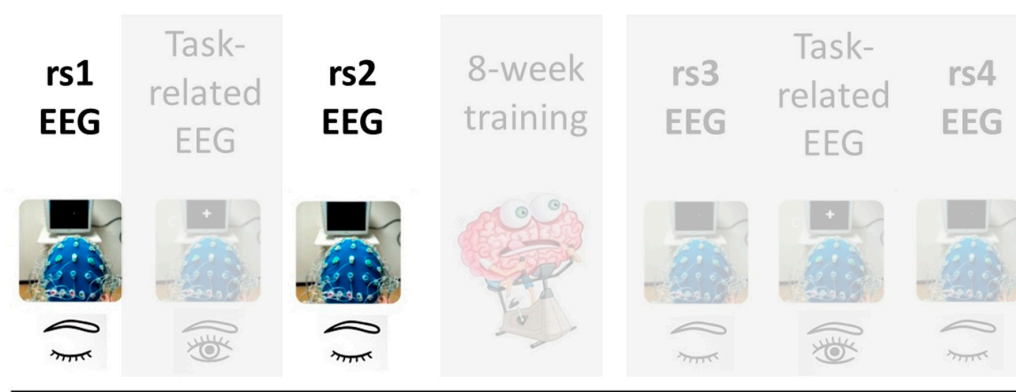 rs1
EEG
Task-
related
EEG
rs2
EEG
8-week
training
rs3
EEG
Task-
related
EEG
rs4
EEG